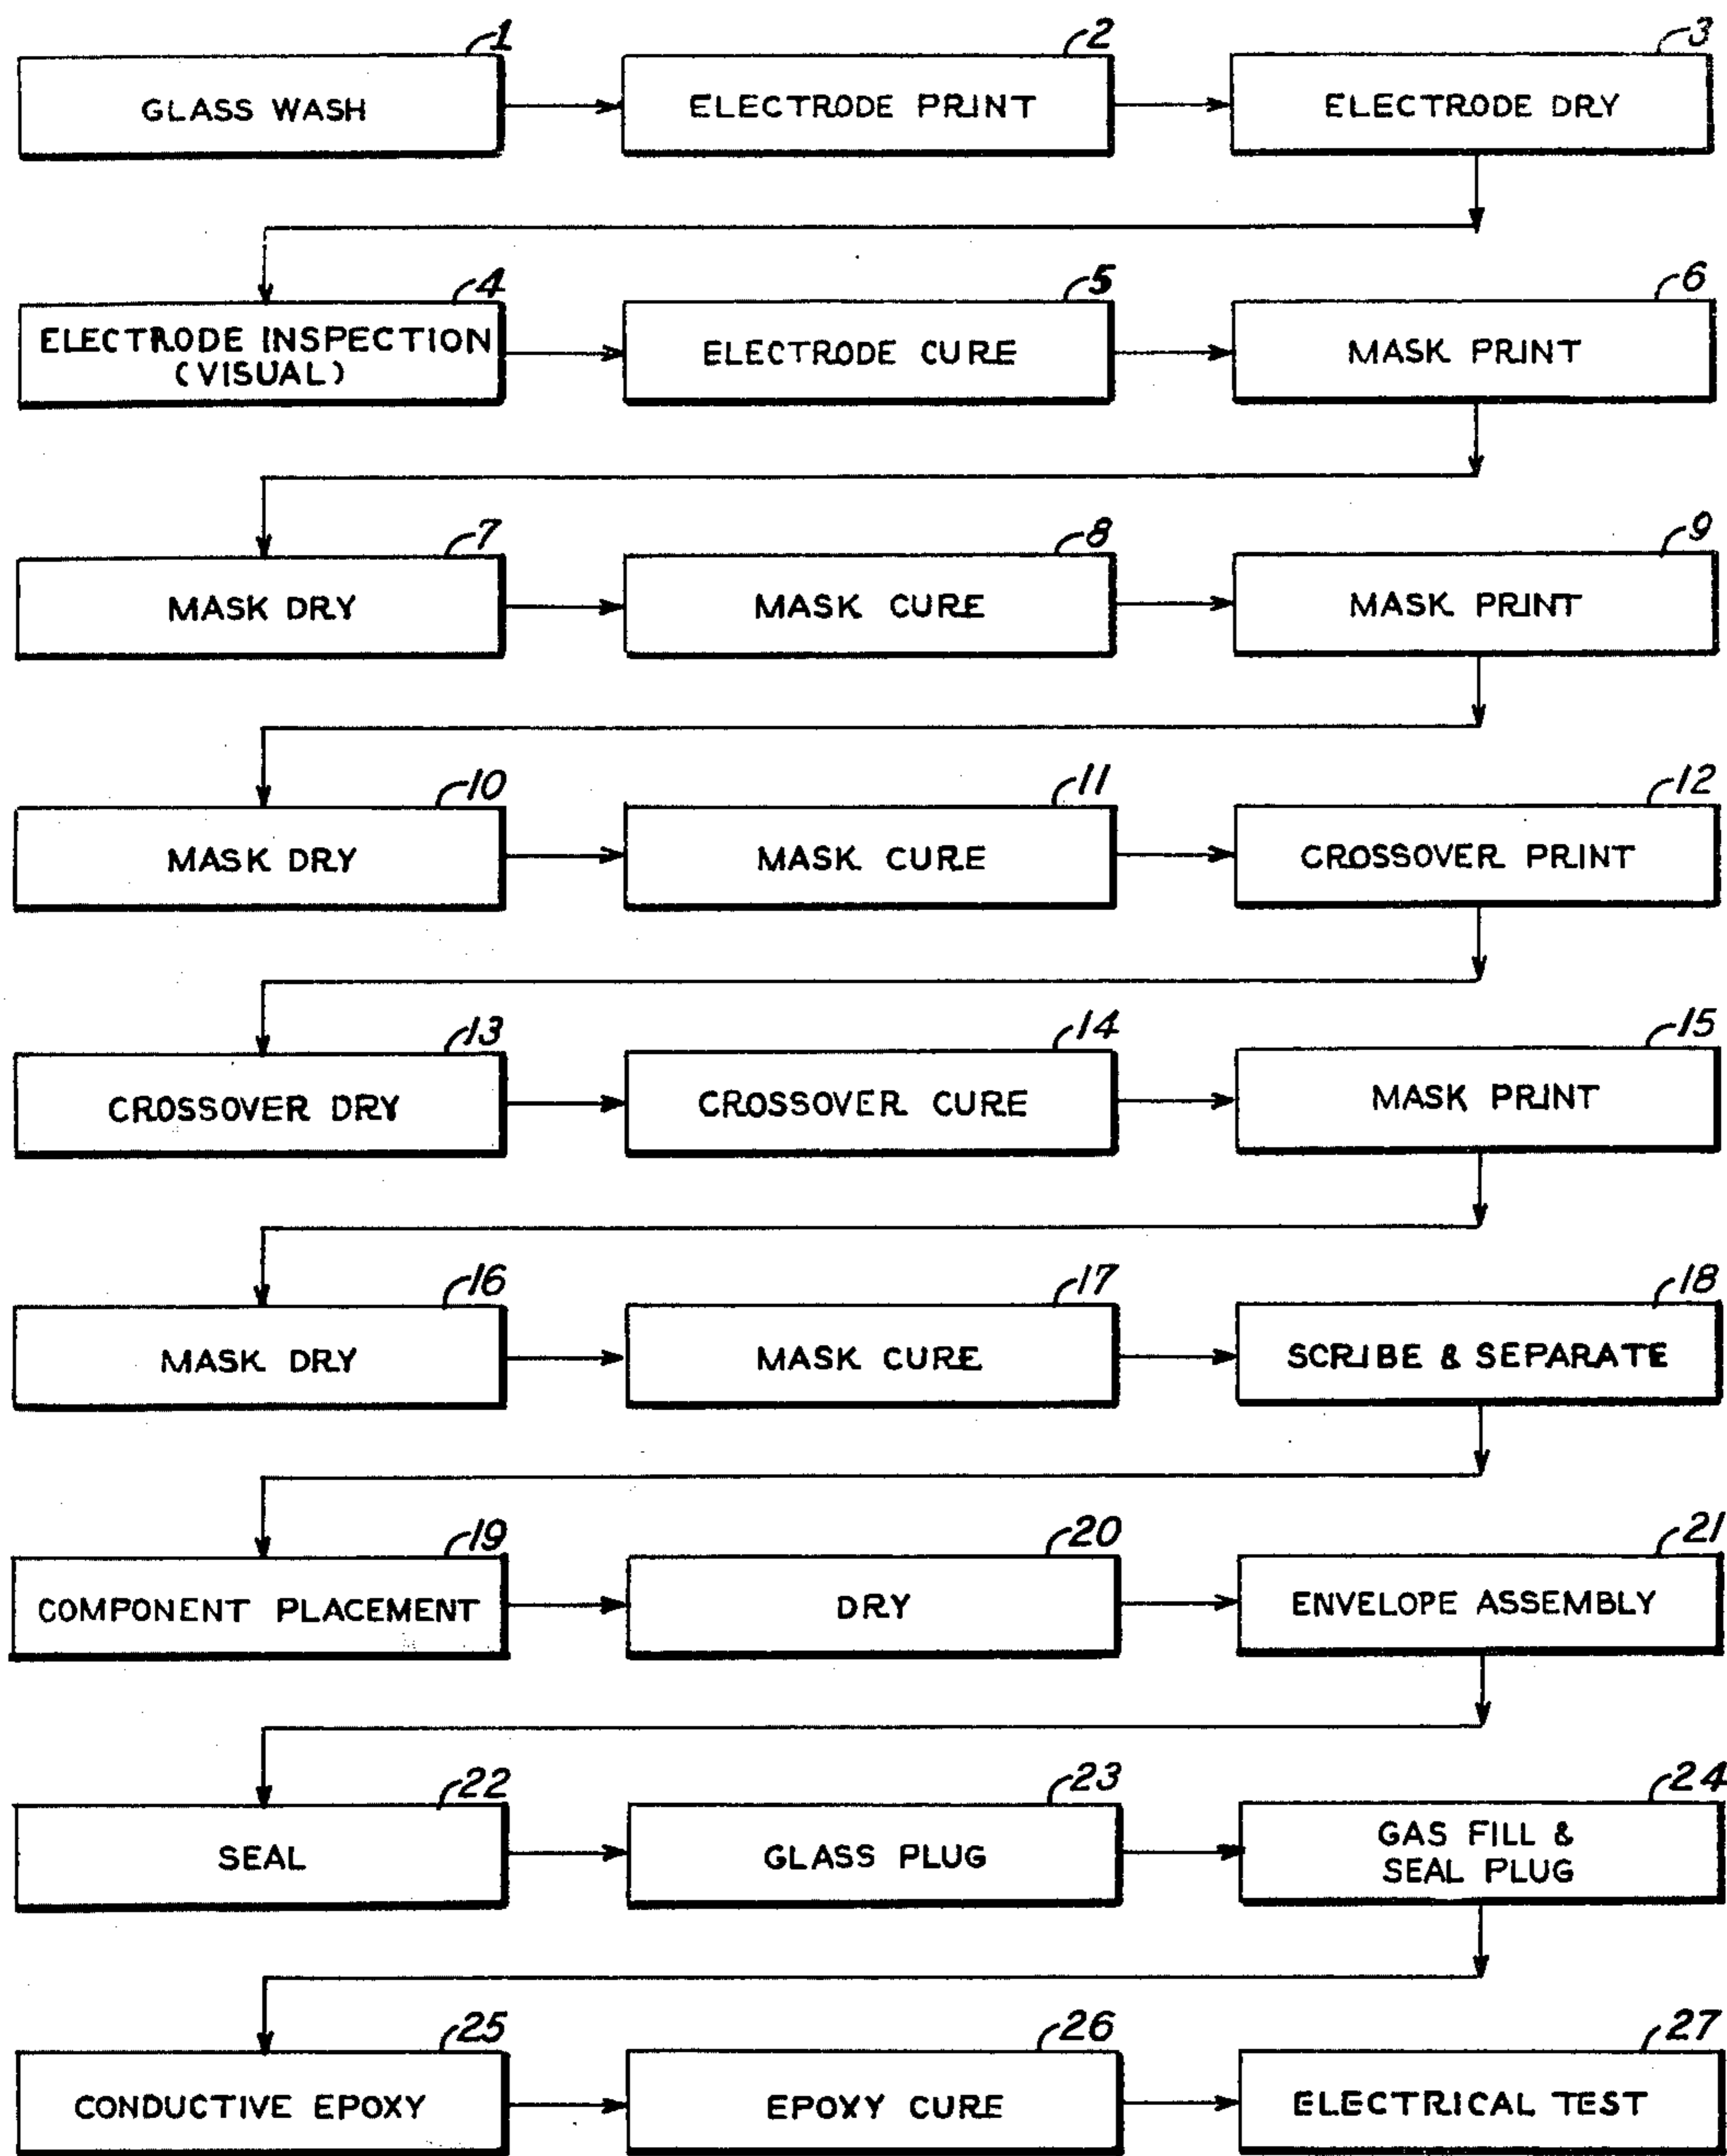 1
GLASS WASH
2
ELECTRODE PRINT
3
ELECTRODE DRY
4
ELECTRODE INSPECTION
(VISUAL)
5
ELECTRODE CURE
6
MASK PRINT
7
MASK DRY
8
MASK CURE
9
MASK PRINT
10
MASK DRY
11
MASK CURE
12
CROSSOVER PRINT
13
CROSSOVER DRY
14
CROSSOVER CURE
15
MASK PRINT
16
MASK DRY
17
MASK CURE
18
SCRIBE & SEPARATE
19
COMPONENT PLACEMENT
20
DRY
21
ENVELOPE ASSEMBLY
22
SEAL
23
GLASS PLUG
24
GAS FILL &
SEAL PLUG
25
CONDUCTIVE EPOXY
26
EPOXY CURE
27
ELECTRICAL TEST